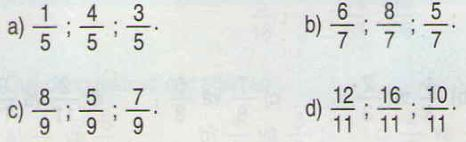 a) 1/5 ; 4/5 ; 3/5 .
b) 6/7 ; 8/7 ; 5/7 .
c) 8/9 ; 5/9 ; 7/9 .
d) 12/11 ; 16/11 ; 10/11 .